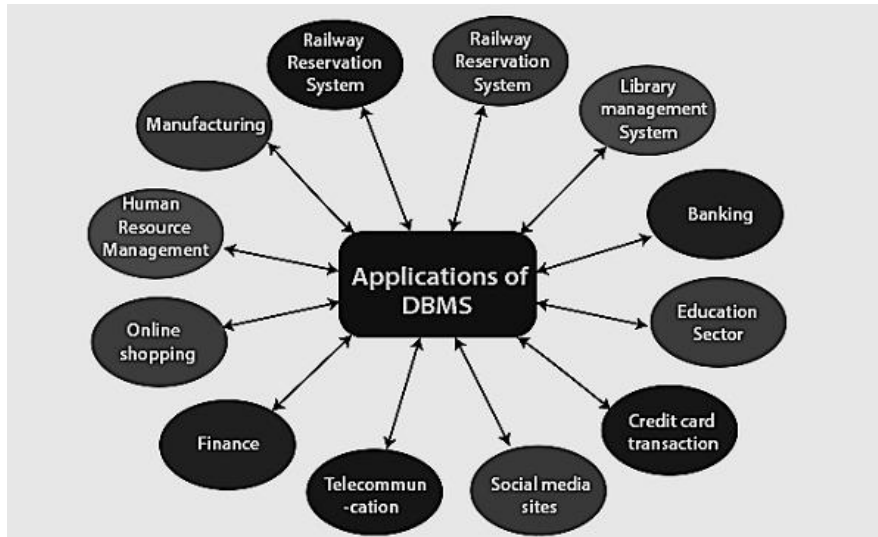 Railway
Reservation
System
Railway
Reservation
System
Library
management
System
Manufacturing
Banking
Human
Resource
Management
Applications of
DBMS
Education
Sector
Online
shopping
Credit card
transaction
Finance
Telecommun
-cation
Social media
sites